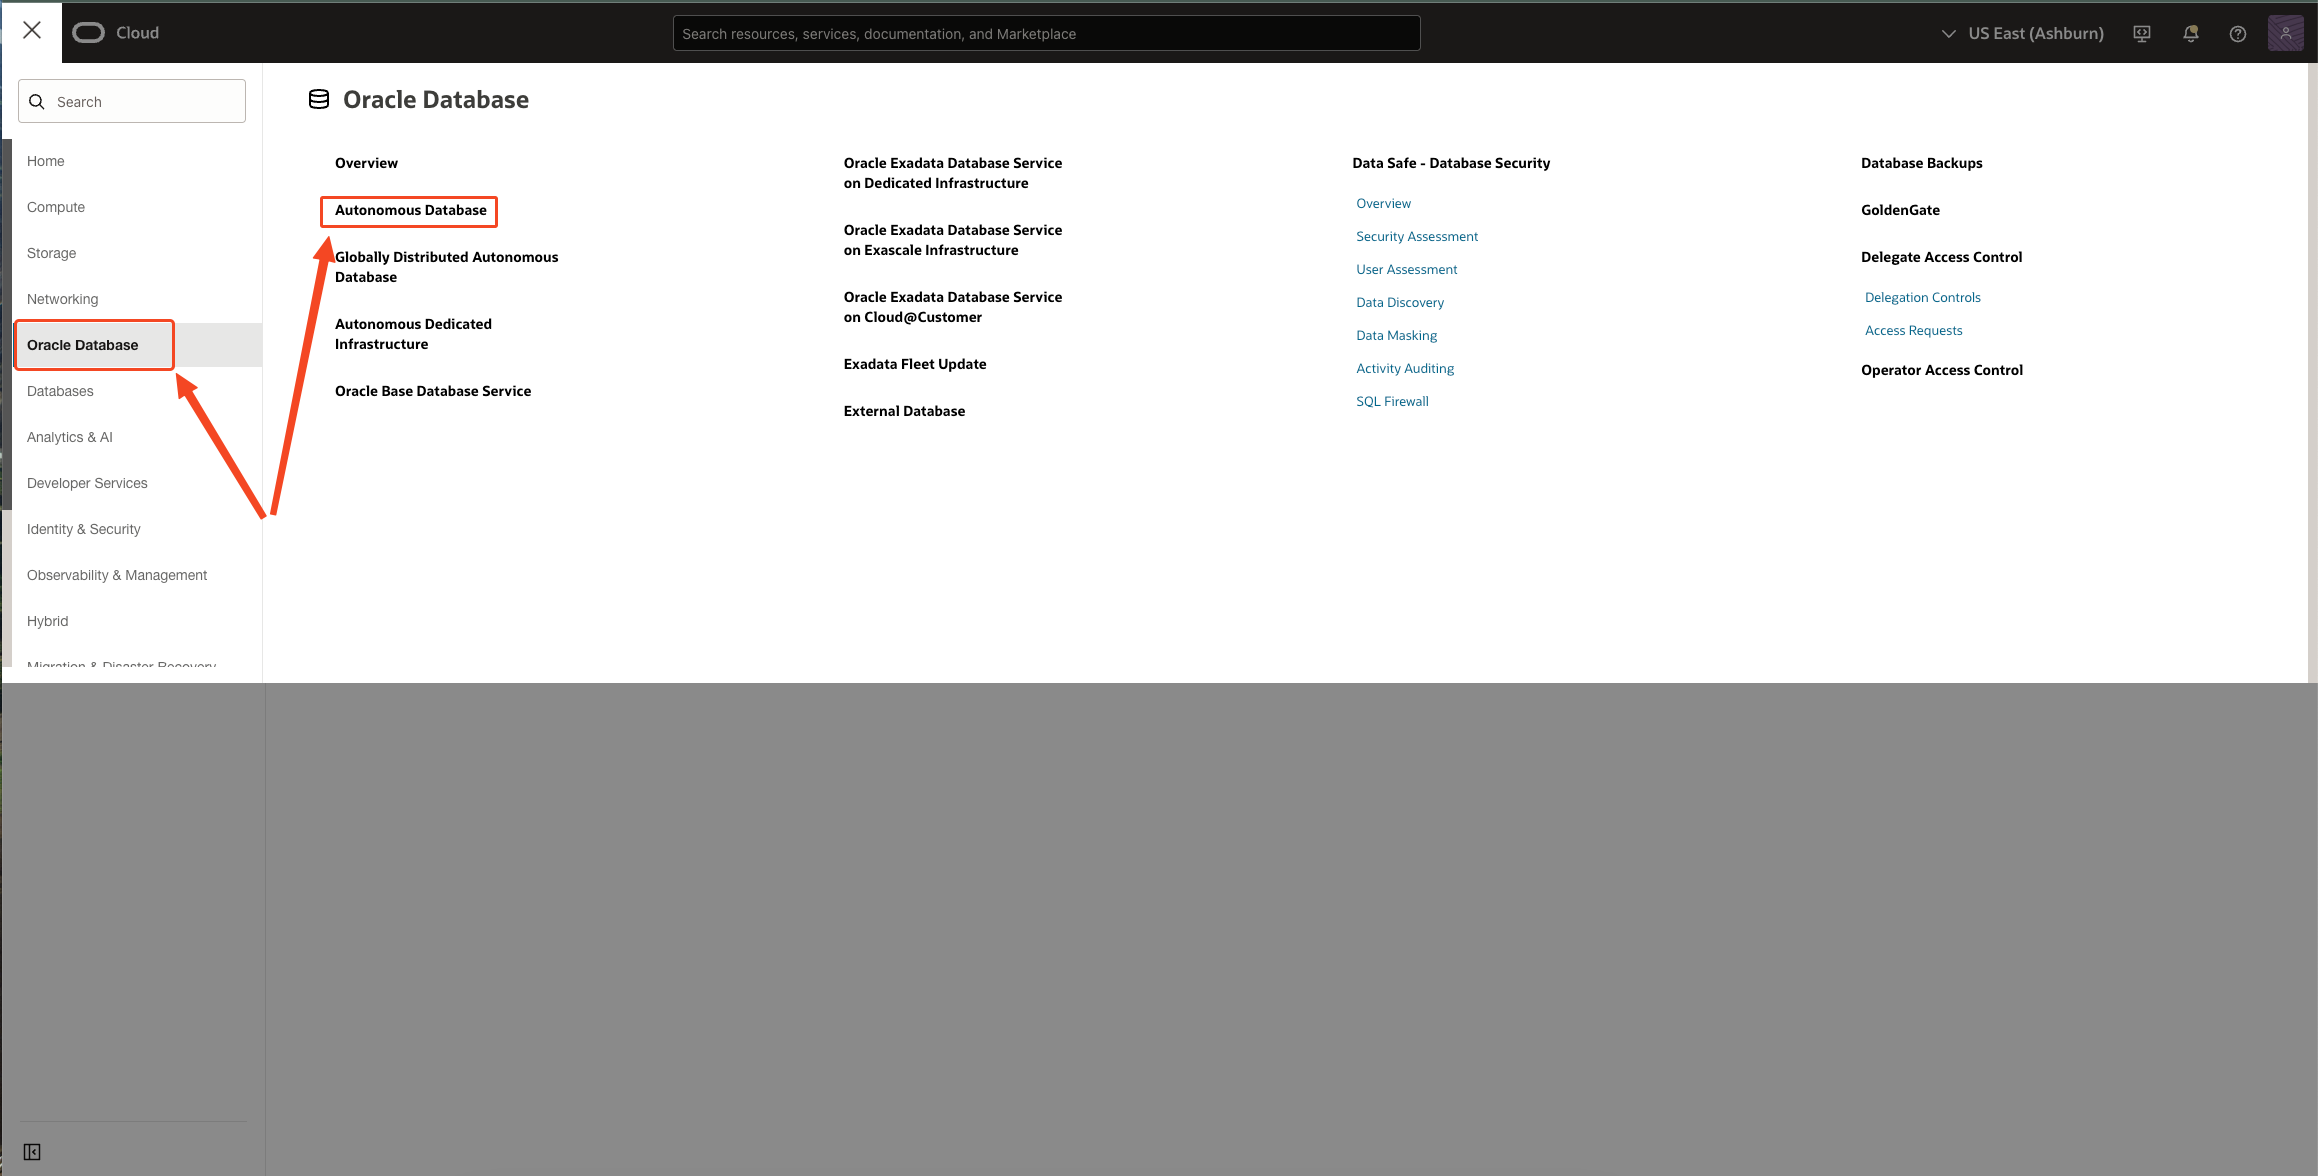 Cloud
Search resources, services, documentation, and Marketplace
US East (Ashburn)
Search
Home
Compute
Storage
Networking
Oracle Database
Databases
Analytics & AI
Developer Services
Identity & Security
Observability & Management
Hybrid
Migration & Disaster Recovery
Oracle Database
Overview
Autonomous Database
Globally Distributed Autonomous
Database
Autonomous Dedicated
Infrastructure
Oracle Base Database Service
Oracle Exadata Database Service
on Dedicated Infrastructure
Oracle Exadata Database Service
on Exascale Infrastructure
Oracle Exadata Database Service
on Cloud@Customer
Exadata Fleet Update
External Database
Data Safe - Database Security
Overview
Security Assessment
User Assessment
Data Discovery
Data Masking
Activity Auditing
SQL Firewall
Database Backups
GoldenGate
Delegate Access Control
Delegation Controls
Access Requests
Operator Access Control